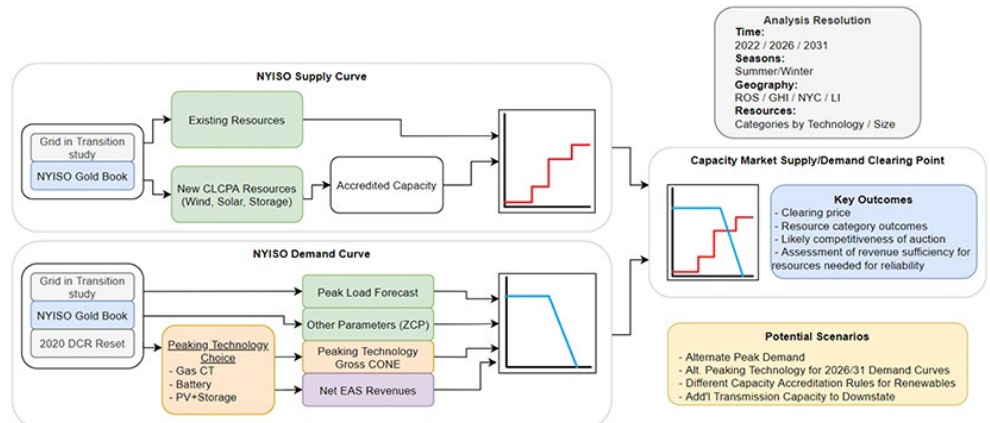 Analysis Resolution
Time:
2022 / 2026 / 2031
Seasons:
Summer/Winter
Geography:
ROS / GHI / NYC / LI
Resources:
Categories by Technology / Size
NYISO Supply Curve
Grid in Transition
study
NYISO Gold Book
Existing Resources
New CLCPA Resources
(Wind, Solar, Storage)
Accredited Capacity
Capacity Market Supply/Demand Clearing Point
Key Outcomes
- Clearing price
- Resource category outcomes
- Likely competitiveness of auction
- Assessment of revenue sufficiency for
resources needed for reliability
NYISO Demand Curve
Grid in Transition
study
NYISO Gold Book
2020 DCR Reset
Peaking Technology
Choice
- Gas CT
- Battery
- PV+Storage
Peak Load Forecast
Other Parameters (ZCP)
Peaking Technology
Gross CONE
Net EAS Revenues
Potential Scenarios
- Alternate Peak Demand
- Alt. Peaking Technology for 2026/31 Demand Curves
- Different Capacity Accreditation Rules for Renewables
- Add'l Transmission Capacity to Downstate